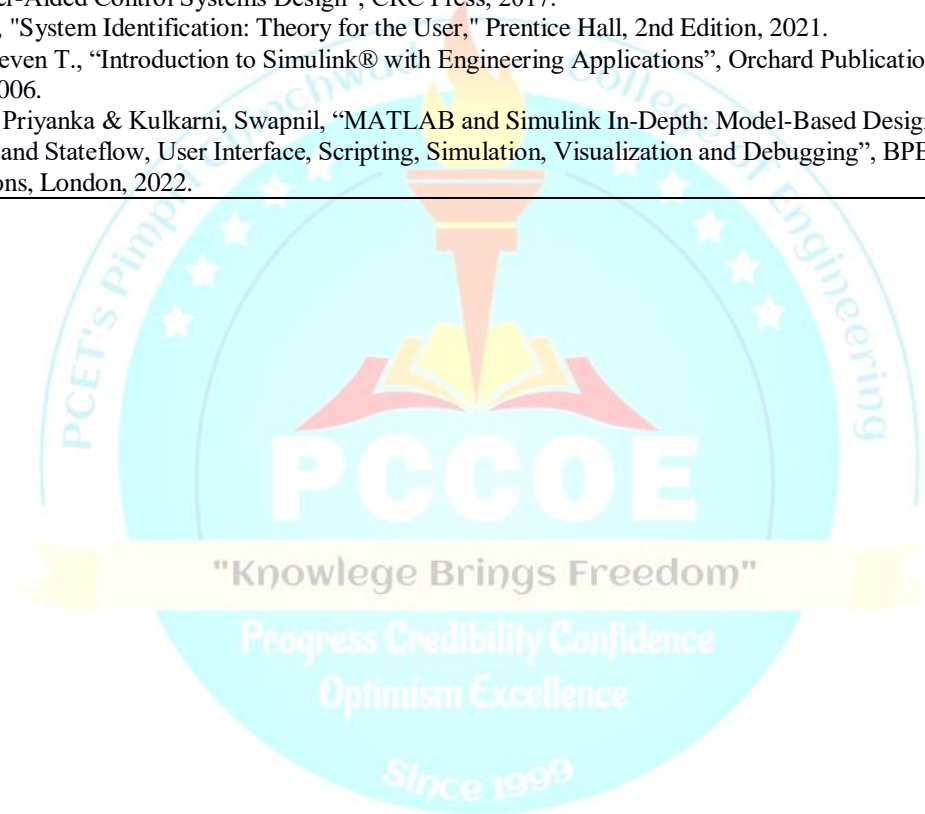 er-Aided Control Systems Design", CRC Press, 2017.
, "System Identification: Theory for the User," Prentice Hall, 2nd Edition, 2021.
even T., “Introduction to Simulink® with Engineering Applications”, Orchard Publicatio
006.
Priyanka & Kulkarni, Swapnil, “MATLAB and Simulink In-Depth: Model-Based Desig
and Stateflow, User Interface, Scripting, Simulation, Visualization and Debugging”, BPB
ons, London, 2022.
PCET's Pimpri Chinchwad College of Engineering
PCCOE
"Knowlege Brings Freedom"
Progress Credibility Confidence
Optimism Excellence
Since 1999